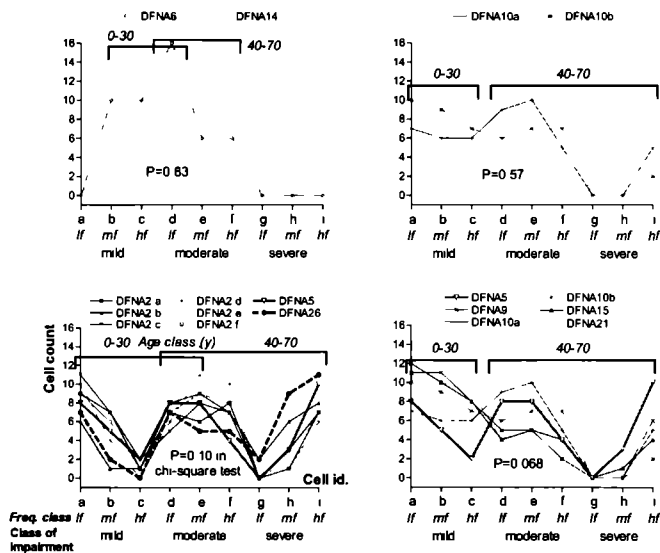 DFNA6 DFNA14
0-30
40-70
16
14
12
10
8
6
4
2
0
P=0 63
a b c d e f g h i
lf mf hf lf mf hf lf mf hf
mild moderate severe
DFNA10a DFNA10b
0-30 40-70
16
14
12
10
8
6
4
2
0
P=0 57
a b c d e f g h i
lf mf hf lf mf hf lf mf hf
mild moderate severe
DFNA2 a DFNA2 d DFNA5
DFNA2 b DFNA2 e DFNA26
DFNA2 c DFNA2 f
Cell count
0-30 Age class (y) 40-70
16
14
12
10
8
6
4
2
0
P=0 10 in
chi-square test
Cell id.
a b c d e f g h i
Freq. class lf mf hf lf mf hf lf mf hf
Class of
impairment mild moderate severe
DFNA5 DFNA10b
DFNA9 DFNA15
DFNA10a DFNA21
0-30 40-70
16
14
12
10
8
6
4
2
0
P=0 068
a b c d e f g h i
lf mf hf lf mf hf lf mf hf
mild moderate severe